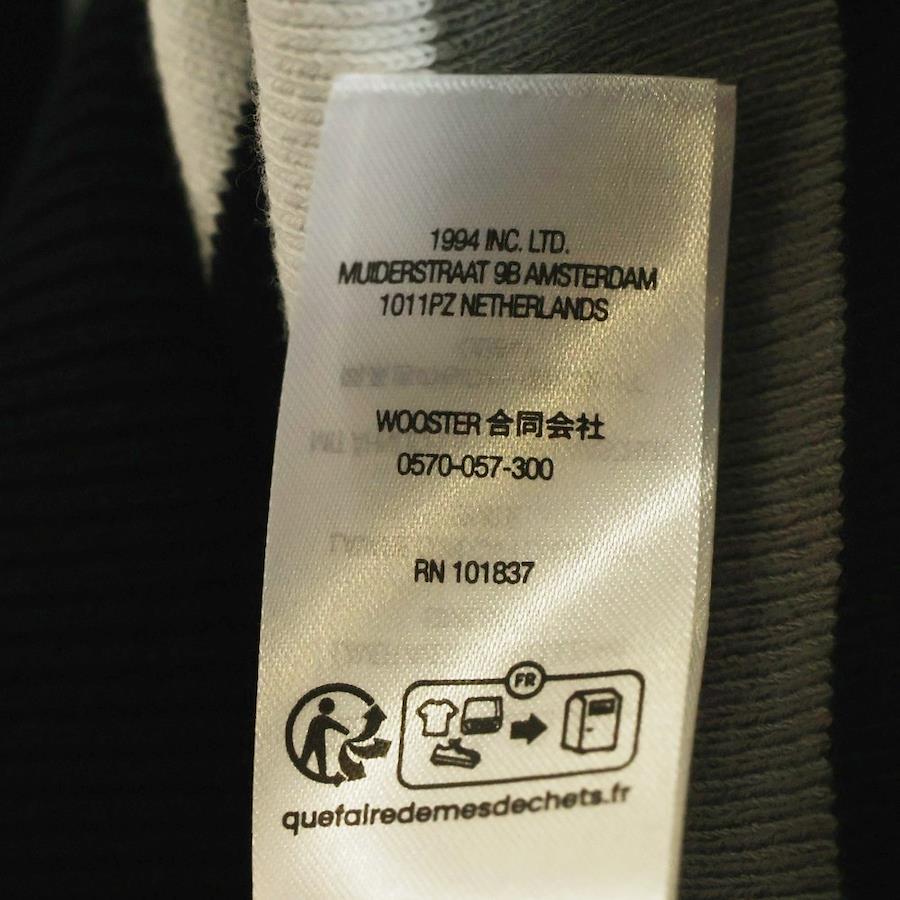 1994 INC. LTD.
MUIDERSTRAAT 9B AMSTERDAM
1011PZ NETHERLANDS
WOOSTER 合同会社
0570-057-300
RN 101837
FR
quefairedemesdechets.fr